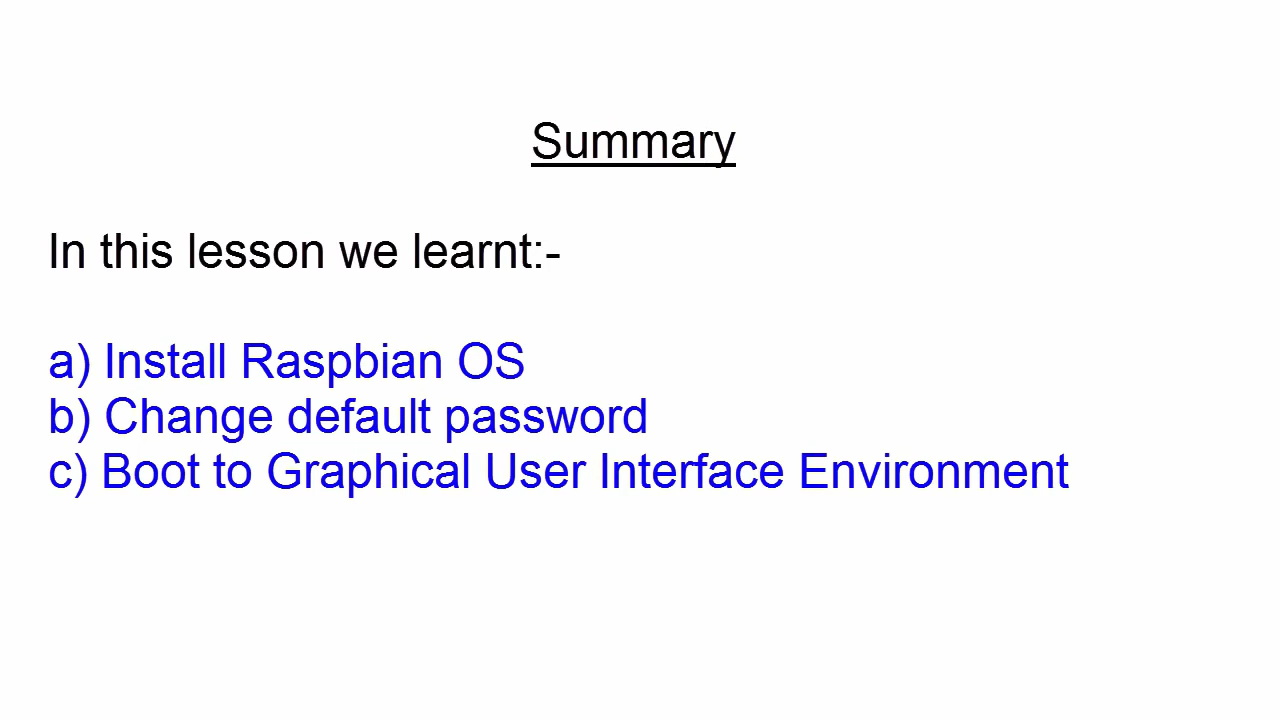 Summary
In this lesson we learnt:-
a) Install Raspbian OS
b) Change default password
c) Boot to Graphical User Interface Environment